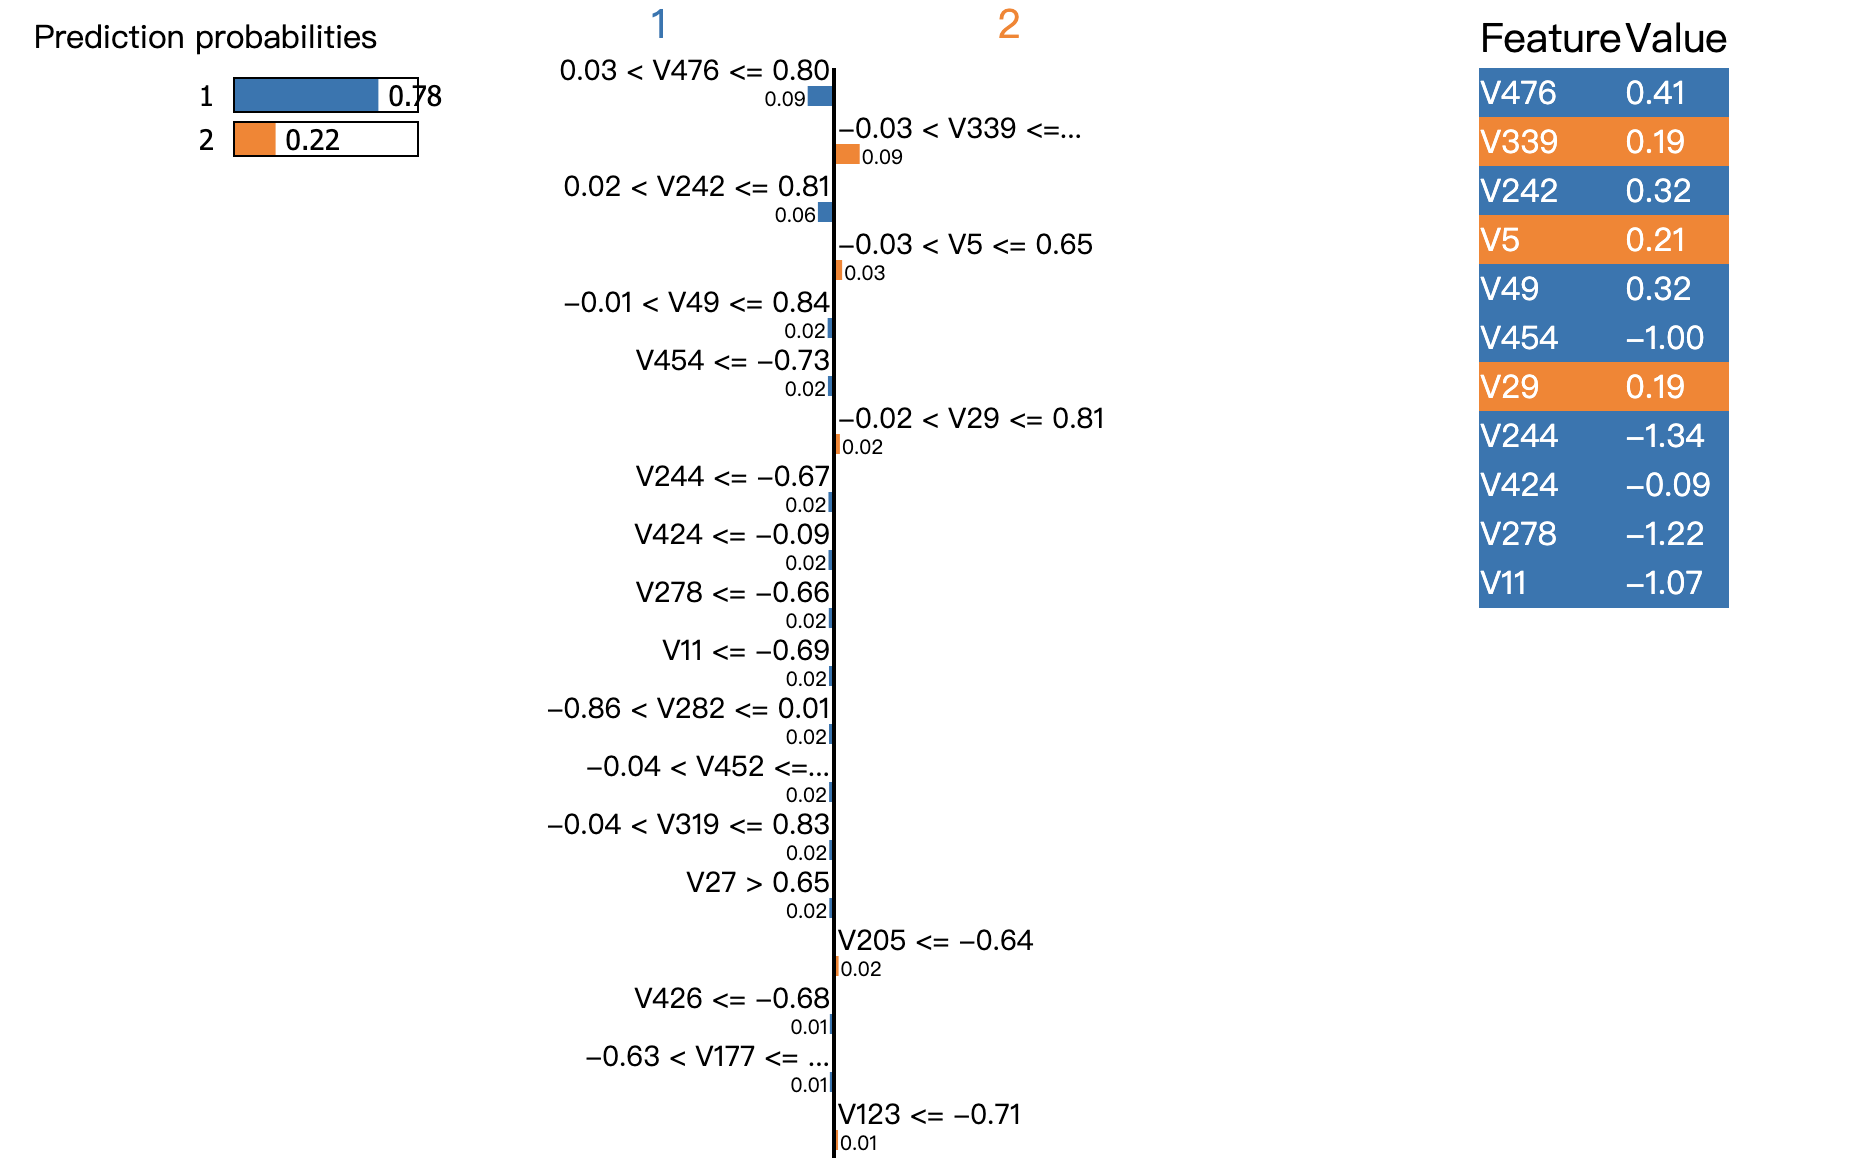 Prediction probabilities
1 0.78
2 0.22
1 2
0.03 < V476 <= 0.80
0.09
−0.03 < V339 <=...
0.09
0.02 < V242 <= 0.81
0.06
−0.03 < V5 <= 0.65
0.03
−0.01 < V49 <= 0.84
0.02
V454 <= −0.73
0.02
−0.02 < V29 <= 0.81
0.02
V244 <= −0.67
0.02
V424 <= −0.09
0.02
V278 <= −0.66
0.02
V11 <= −0.69
0.02
−0.86 < V282 <= 0.01
0.02
−0.04 < V452 <=...
0.02
−0.04 < V319 <= 0.83
0.02
V27 > 0.65
0.02
V205 <= −0.64
0.02
V426 <= −0.68
0.01
−0.63 < V177 <= ...
0.01
V123 <= −0.71
0.01
Feature Value
V476 0.41
V339 0.19
V242 0.32
V5 0.21
V49 0.32
V454 −1.00
V29 0.19
V244 −1.34
V424 −0.09
V278 −1.22
V11 −1.07